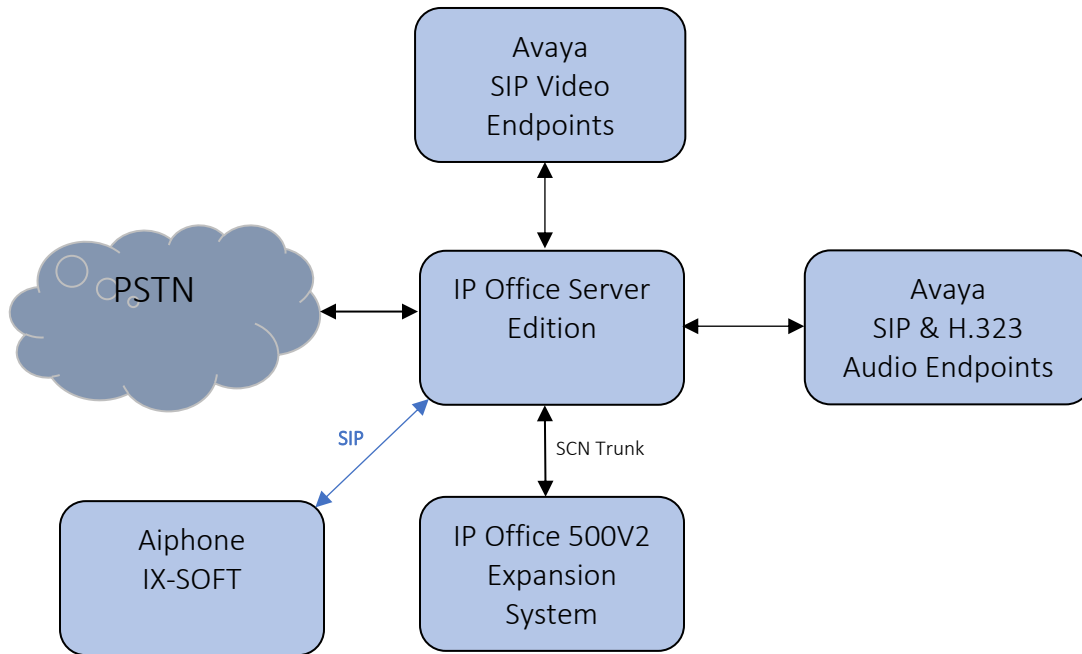 Avaya
SIP Video
Endpoints
PSTN
IP Office Server
Edition
Avaya
SIP & H.323
Audio Endpoints
SIP
SCN Trunk
Aiphone
IX-SOFT
IP Office 500V2
Expansion
System